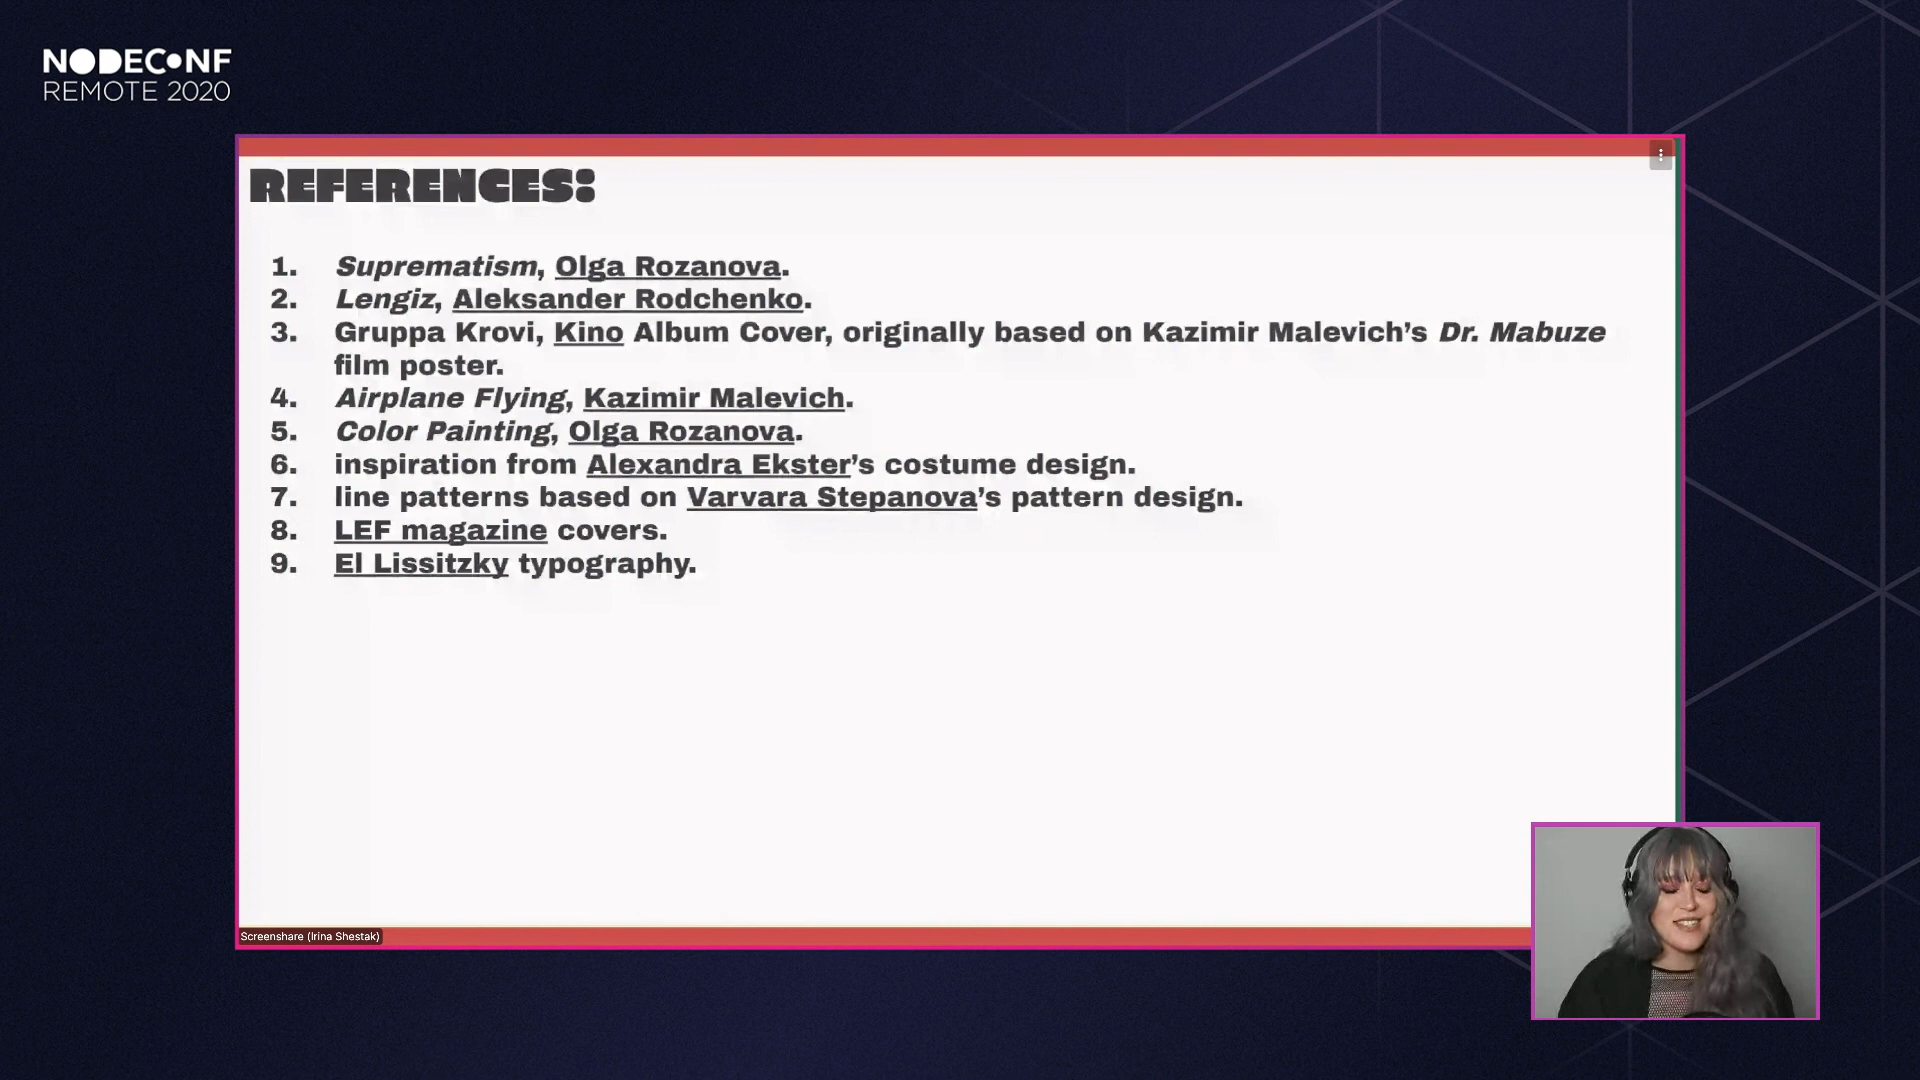 NODECONF
REMOTE 2020
REFERENCES:
1. Suprematism, Olga Rozanova.
2. Lengiz, Aleksander Rodchenko.
3. Gruppa Krovi, Kino Album Cover, originally based on Kazimir Malevich’s Dr. Mabuze
film poster.
4. Airplane Flying, Kazimir Malevich.
5. Color Painting, Olga Rozanova.
6. inspiration from Alexandra Ekster’s costume design.
7. line patterns based on Varvara Stepanova’s pattern design.
8. LEF magazine covers.
9. El Lissitzky typography.
Screenshare (Irina Shestak)